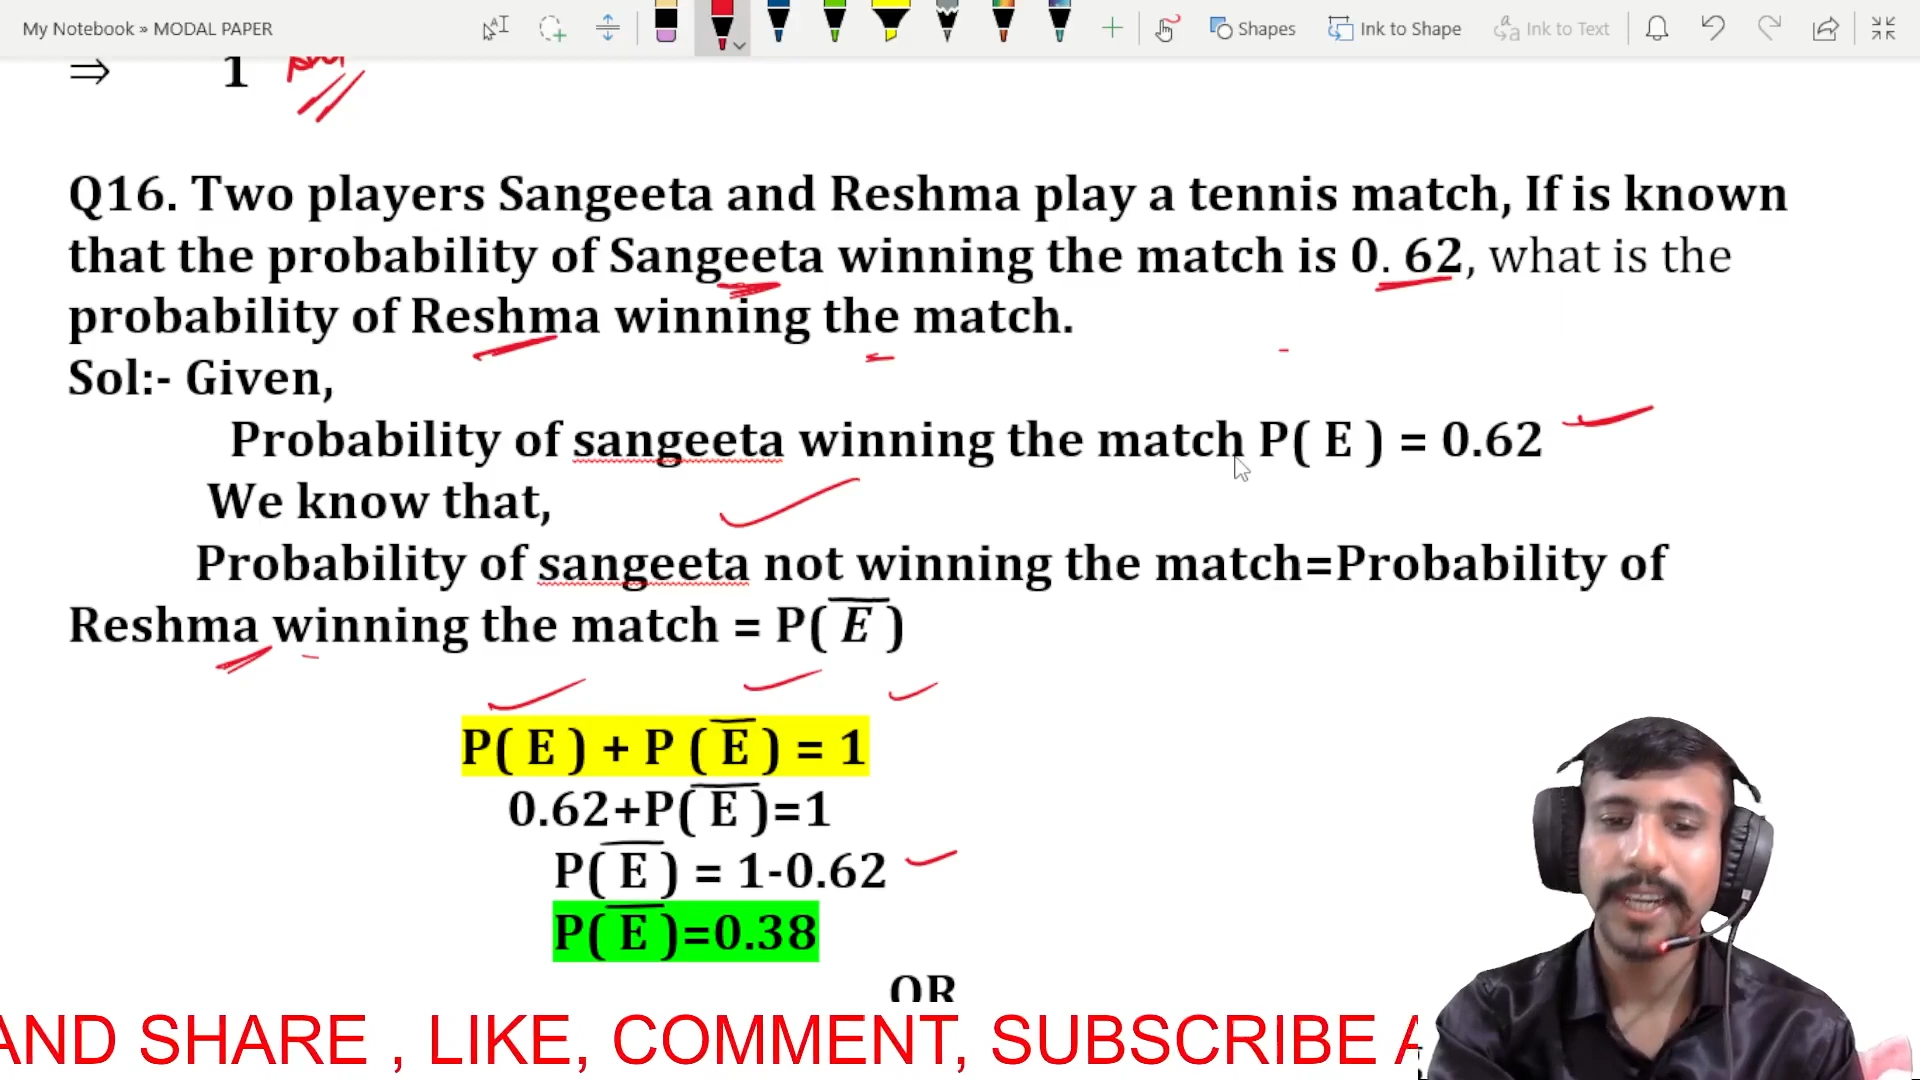 My Notebook » MODAL PAPER
Shapes
Ink to Shape
Ink to Text
⇒ 1
Q16. Two players Sangeeta and Reshma play a tennis match, If is known
that the probability of Sangeeta winning the match is 0. 62, what is the
probability of Reshma winning the match.
Sol:- Given,
Probability of sangeeta winning the match P( E ) = 0.62
We know that,
Probability of sangeeta not winning the match=Probability of
Reshma winning the match = P( E̅ )
P( E ) + P ( E̅ ) = 1
0.62+P( E̅ )=1
P( E̅ ) = 1-0.62
P( E̅ )=0.38
OR
AND SHARE , LIKE, COMMENT, SUBSCRIBE A